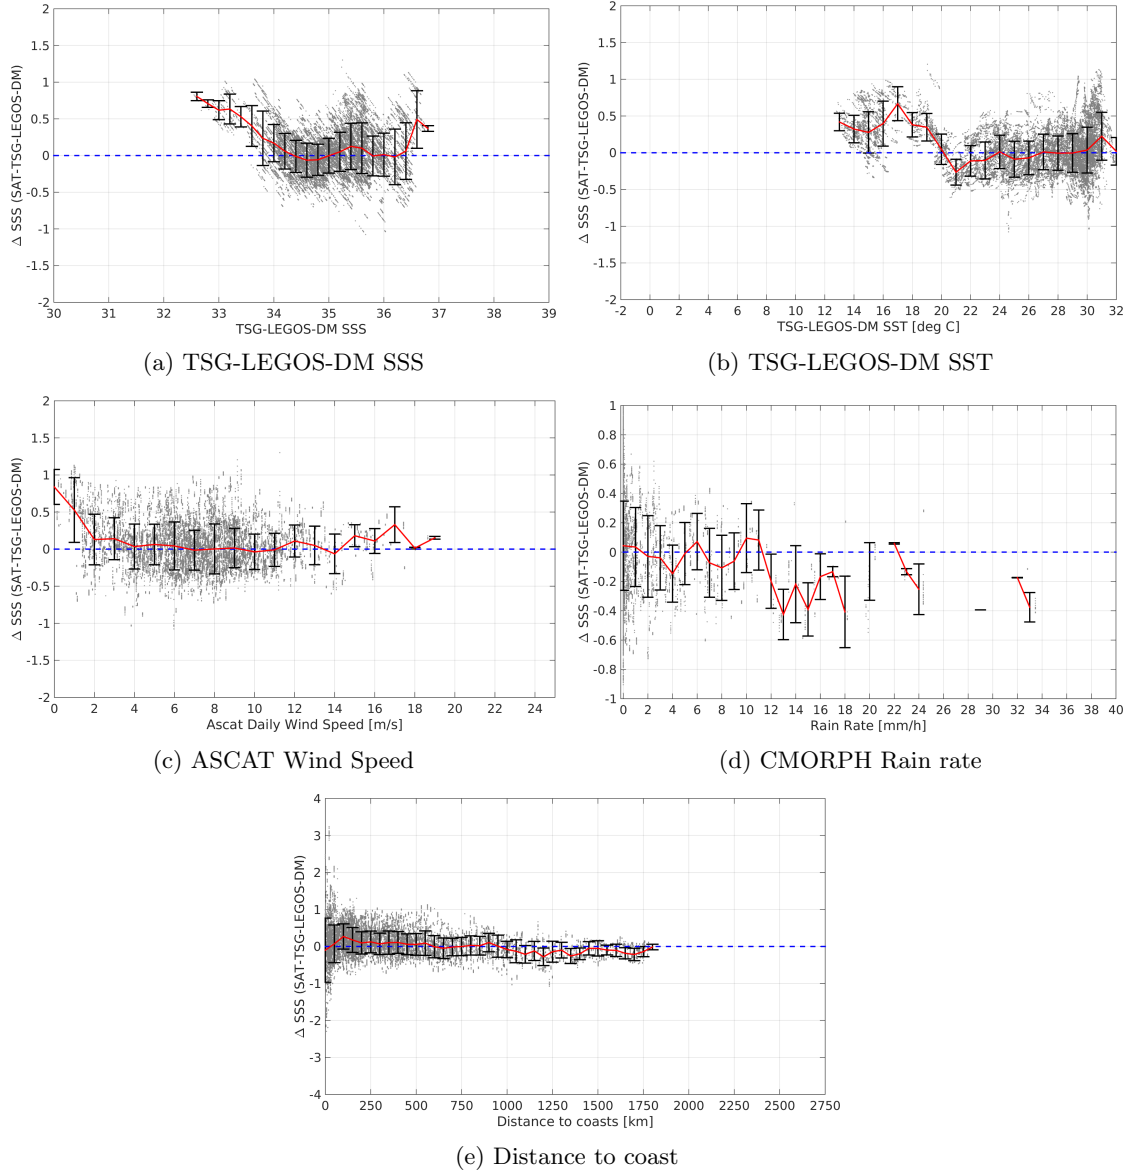 2
1.5
1
0.5
0
-0.5
-1
-1.5
-2
Δ SSS (SAT-TSG-LEGOS-DM)
30 31 32 33 34 35 36 37 38 39
TSG-LEGOS-DM SSS
(a) TSG-LEGOS-DM SSS
2
1.5
1
0.5
0
-0.5
-1
-1.5
-2
Δ SSS (SAT-TSG-LEGOS-DM)
-2 0 2 4 6 8 10 12 14 16 18 20 22 24 26 28 30 32
TSG-LEGOS-DM SST [deg C]
(b) TSG-LEGOS-DM SST
2
1.5
1
0.5
0
-0.5
-1
-1.5
-2
Δ SSS (SAT-TSG-LEGOS-DM)
0 2 4 6 8 10 12 14 16 18 20 22 24
Ascat Daily Wind Speed [m/s]
(c) ASCAT Wind Speed
1
0.8
0.6
0.4
0.2
0
-0.2
-0.4
-0.6
-0.8
-1
Δ SSS (SAT-TSG-LEGOS-DM)
0 2 4 6 8 10 12 14 16 18 20 22 24 26 28 30 32 34 36 38 40
Rain Rate [mm/h]
(d) CMORPH Rain rate
4
3
2
1
0
-1
-2
-3
-4
Δ SSS (SAT-TSG-LEGOS-DM)
0 250 500 750 1000 1250 1500 1750 2000 2250 2500 2750
Distance to coasts [km]
(e) Distance to coast